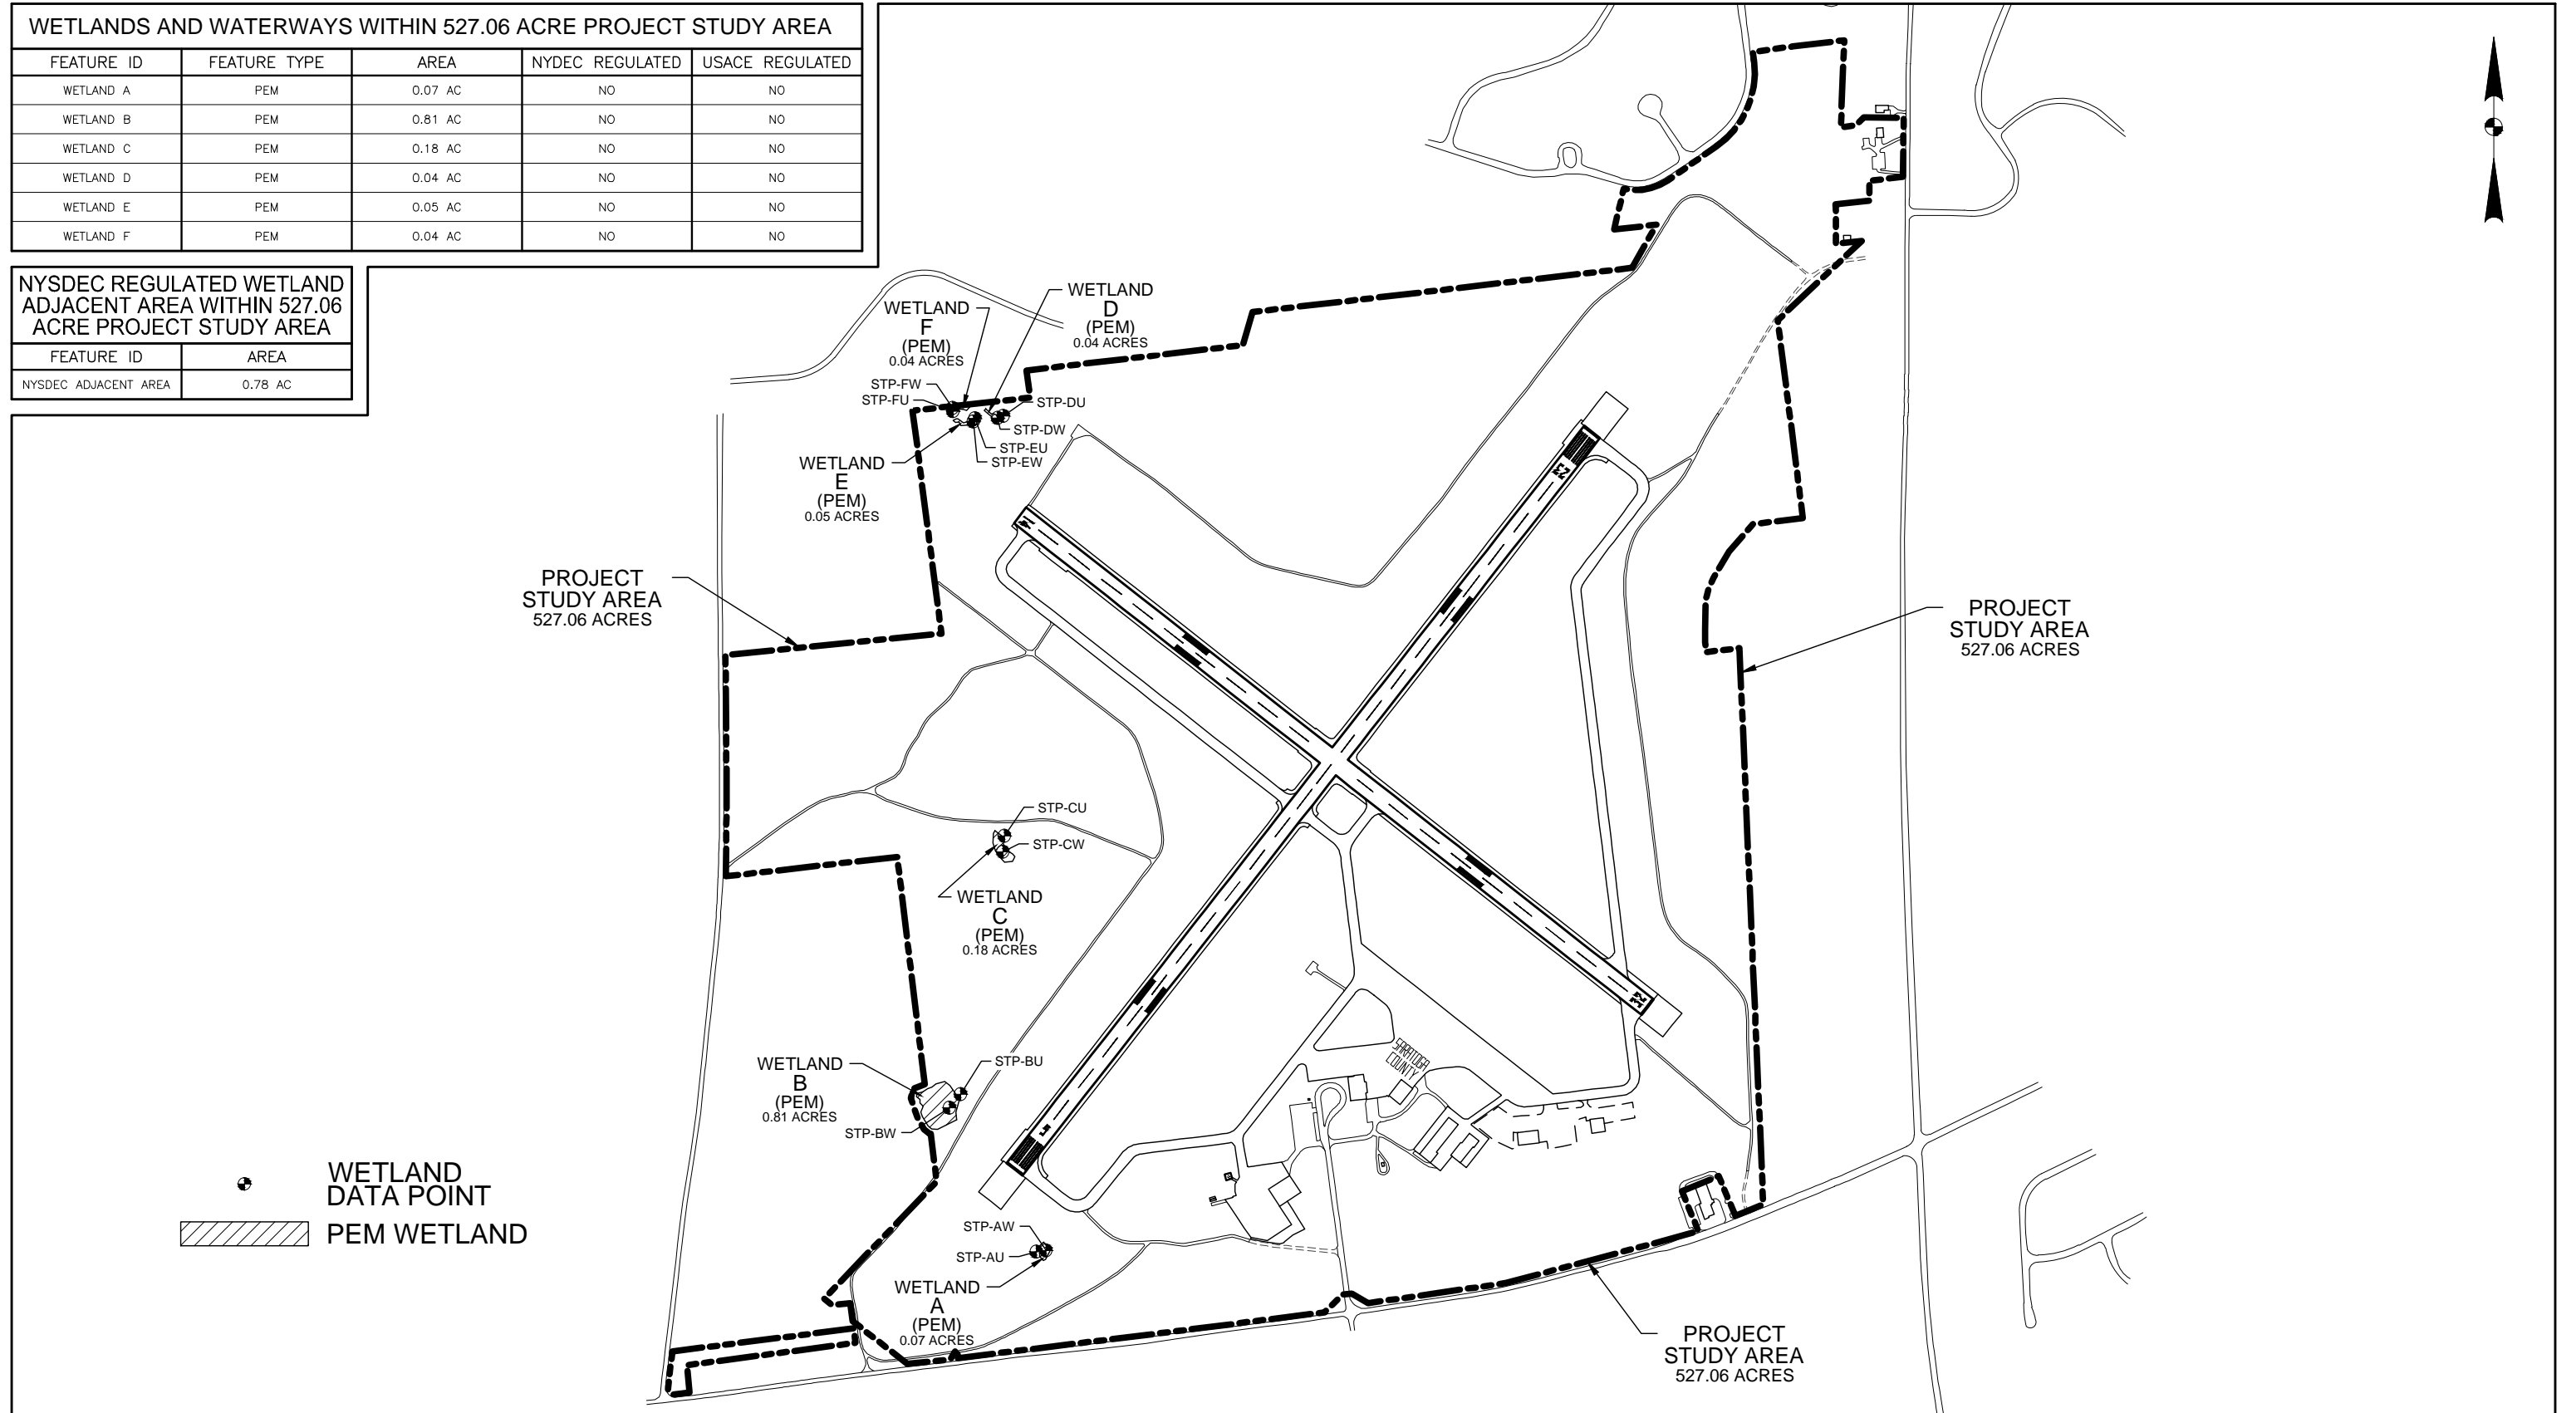 WETLANDS AND WATERWAYS WITHIN 527.06 ACRE PROJECT STUDY AREA
FEATURE ID FEATURE TYPE AREA NYDEC REGULATED USACE REGULATED
WETLAND A PEM 0.07 AC NO NO
WETLAND B PEM 0.81 AC NO NO
WETLAND C PEM 0.18 AC NO NO
WETLAND D PEM 0.04 AC NO NO
WETLAND E PEM 0.05 AC NO NO
WETLAND F PEM 0.04 AC NO NO
NYSDEC REGULATED WETLAND
ADJACENT AREA WITHIN 527.06
ACRE PROJECT STUDY AREA
FEATURE ID AREA
NYSDEC ADJACENT AREA 0.78 AC
WETLAND
F
(PEM)
0.04 ACRES
WETLAND
D
(PEM)
0.04 ACRES
STP-FW
STP-FU
STP-DU
STP-DW
STP-EU
STP-EW
WETLAND
E
(PEM)
0.05 ACRES
23
14
PROJECT
STUDY AREA
527.06 ACRES
PROJECT
STUDY AREA
527.06 ACRES
STP-CU
STP-CW
WETLAND
C
(PEM)
0.18 ACRES
32
SARATOGA
COUNTY
STP-BU
WETLAND
B
(PEM)
0.81 ACRES
STP-BW
5
WETLAND
DATA POINT
PEM WETLAND
STP-AW
STP-AU
WETLAND
A
(PEM)
0.07 ACRES
PROJECT
STUDY AREA
527.06 ACRES